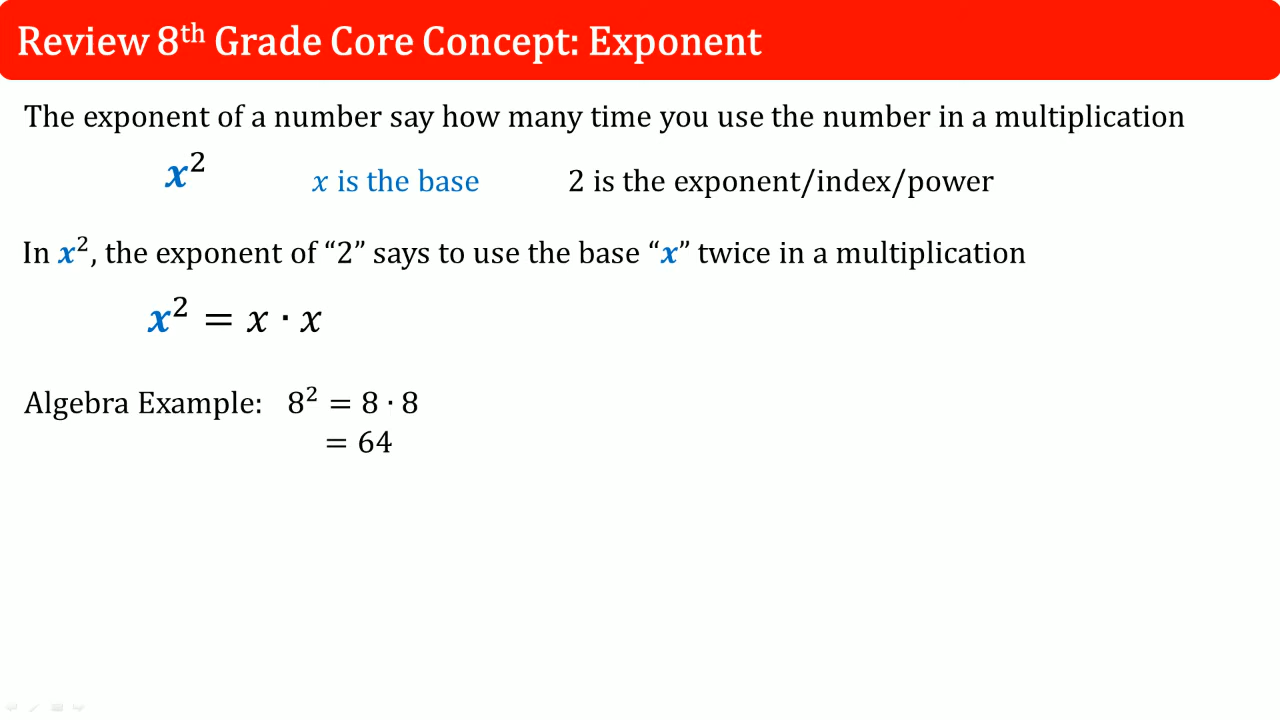 Review 8th Grade Core Concept: Exponent
The exponent of a number say how many time you use the number in a multiplication
x² x is the base 2 is the exponent/index/power
In x², the exponent of “2” says to use the base “x” twice in a multiplication
x² = x · x
Algebra Example: 8² = 8 · 8
= 64